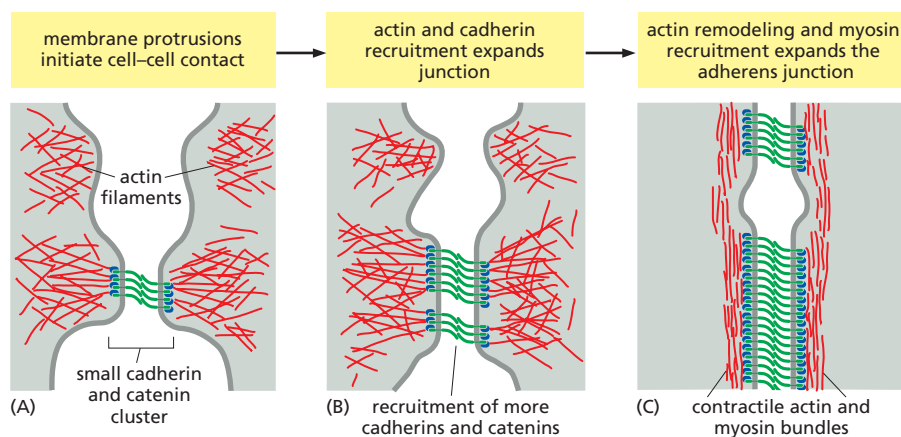 membrane protrusions
initiate cell–cell contact
actin and cadherin
recruitment expands
junction
actin remodeling and myosin
recruitment expands the
adherens junction
actin
filaments
small cadherin
and catenin
cluster
(A)
recruitment of more
cadherins and catenins
(B)
contractile actin and
myosin bundles
(C)